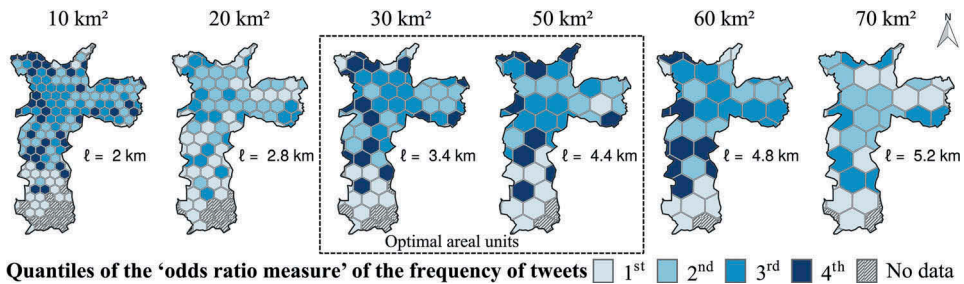 10 km² 20 km² 30 km² 50 km² 60 km² 70 km²
N
ℓ = 2 km ℓ = 2.8 km ℓ = 3.4 km ℓ = 4.4 km ℓ = 4.8 km ℓ = 5.2 km
Optimal areal units
Quantiles of the ‘odds ratio measure’ of the frequency of tweets 1st 2nd 3rd 4th No data